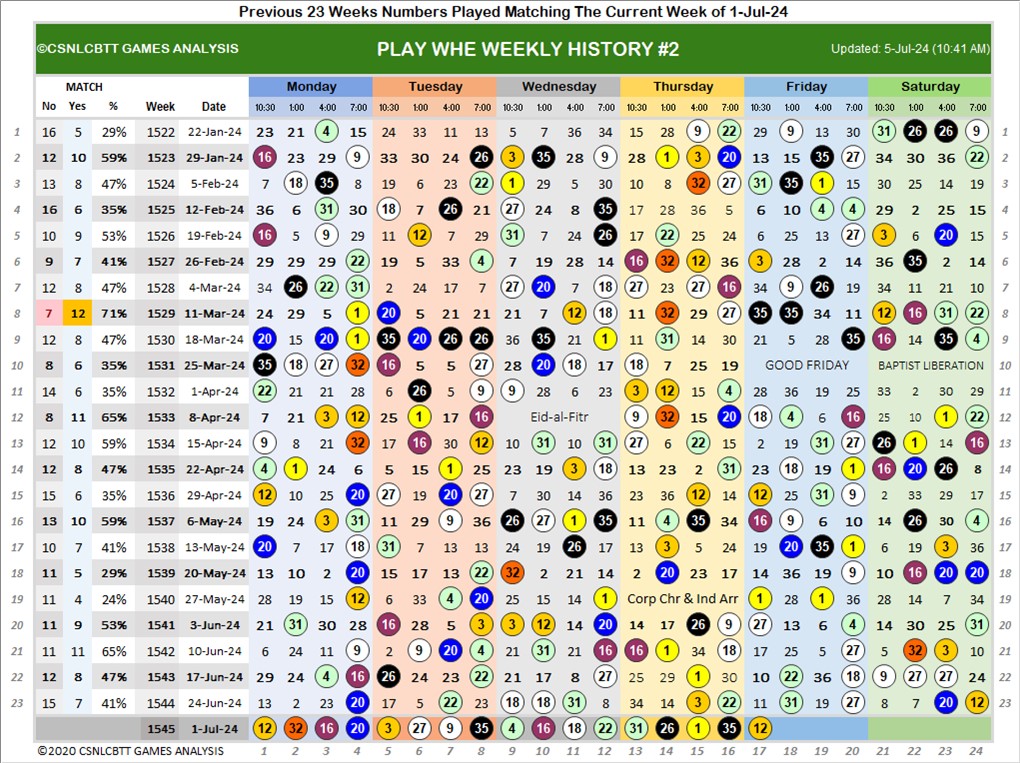 Previous 23 Weeks Numbers Played Matching The Current Week of 1-Jul-24
©CSNLCBTT GAMES ANALYSIS PLAY WHE WEEKLY HISTORY #2 Updated: 5-Jul-24 (10:41 AM)
MATCH Monday Tuesday Wednesday Thursday Friday Saturday
No Yes % Week Date 10:30 1:00 4:00 7:00 10:30 1:00 4:00 7:00 10:30 1:00 4:00 7:00 10:30 1:00 4:00 7:00 10:30 1:00 4:00 7:00 10:30 1:00 4:00 7:00
1 16 5 29% 1522 22-Jan-24 23 21 4 15 24 33 11 13 5 7 36 34 15 28 9 22 29 9 13 30 31 26 26 9 1
2 12 10 59% 1523 29-Jan-24 16 23 29 9 33 30 24 26 3 35 28 9 28 1 3 20 13 15 35 27 34 30 36 22 2
3 13 8 47% 1524 5-Feb-24 7 18 35 8 19 6 23 22 1 29 5 30 10 8 32 27 31 35 1 15 30 25 14 19 3
4 16 6 35% 1525 12-Feb-24 36 6 31 30 18 7 26 21 27 24 8 35 17 28 36 5 6 10 4 4 29 2 25 15 4
5 10 9 53% 1526 19-Feb-24 16 5 9 29 11 12 7 29 31 7 24 26 17 22 25 24 6 25 13 27 3 6 20 15 5
6 9 7 41% 1527 26-Feb-24 29 29 29 22 19 5 33 4 7 19 28 14 16 32 12 36 3 28 2 14 36 35 2 14 6
7 12 8 47% 1528 4-Mar-24 34 26 22 31 2 24 17 7 27 20 7 18 27 23 27 16 34 9 26 19 34 11 21 10 7
8 7 12 71% 1529 11-Mar-24 24 29 5 1 20 5 21 21 21 7 12 18 11 32 29 27 35 35 34 11 12 16 31 22 8
9 12 8 47% 1530 18-Mar-24 20 15 20 1 35 20 26 26 36 35 21 1 11 31 14 30 21 5 28 35 16 14 35 4 9
10 8 6 35% 1531 25-Mar-24 35 18 27 32 16 5 5 27 28 20 18 17 18 7 25 19 GOOD FRIDAY BAPTIST LIBERATION 10
11 14 6 35% 1532 1-Apr-24 22 21 21 28 6 26 5 9 9 28 6 23 3 12 15 4 11 28 25 25 33 2 30 29 11
12 8 11 65% 1533 8-Apr-24 7 21 3 12 25 1 17 16 Eid-al-Fitr 9 32 15 20 18 4 6 16 25 10 1 22 12
13 12 10 59% 1534 15-Apr-24 9 8 21 32 17 16 30 12 10 31 10 31 27 6 22 15 2 19 31 27 26 1 14 16 13
14 12 8 47% 1535 22-Apr-24 4 1 24 6 5 15 1 25 23 19 3 18 13 23 2 31 23 18 19 1 16 20 26 8 14
15 15 6 35% 1536 29-Apr-24 12 10 25 20 27 19 20 27 7 30 14 36 23 36 12 14 12 25 31 9 2 33 29 17 15
16 13 10 59% 1537 6-May-24 19 24 3 31 11 29 9 36 26 27 1 35 11 4 35 34 16 9 6 10 14 26 30 4 16
17 10 7 41% 1538 13-May-24 20 7 17 18 31 7 13 13 24 19 26 17 13 3 5 24 19 20 35 1 6 23 3 36 17
18 11 5 29% 1539 20-May-24 13 10 2 20 15 17 13 22 32 2 21 14 2 20 23 17 14 36 19 9 10 16 20 20 18
19 11 4 24% 1540 27-May-24 28 19 15 12 6 33 4 20 25 15 14 1 Corp Chr & Ind Arr 1 28 1 36 28 14 7 34 19
20 11 9 53% 1541 3-Jun-24 21 31 30 28 16 28 5 3 3 12 14 20 14 17 26 9 27 13 6 4 14 30 25 31 20
21 11 11 65% 1542 10-Jun-24 6 24 11 9 2 9 20 4 21 31 21 16 16 1 34 18 17 25 5 27 5 32 3 10 21
22 12 8 47% 1543 17-Jun-24 29 24 4 16 26 24 23 22 21 17 8 27 25 29 1 30 10 22 36 18 9 27 27 24 22
23 15 7 41% 1544 24-Jun-24 13 2 23 20 17 5 22 23 18 18 31 8 34 14 3 22 11 31 19 27 8 7 20 12 23
1545 1-Jul-24 12 32 16 20 3 27 9 35 4 16 18 22 31 26 1 35 12
©2020 CSNLCBTT GAMES ANALYSIS 1 2 3 4 5 6 7 8 9 10 11 12 13 14 15 16 17 18 19 20 21 22 23 24